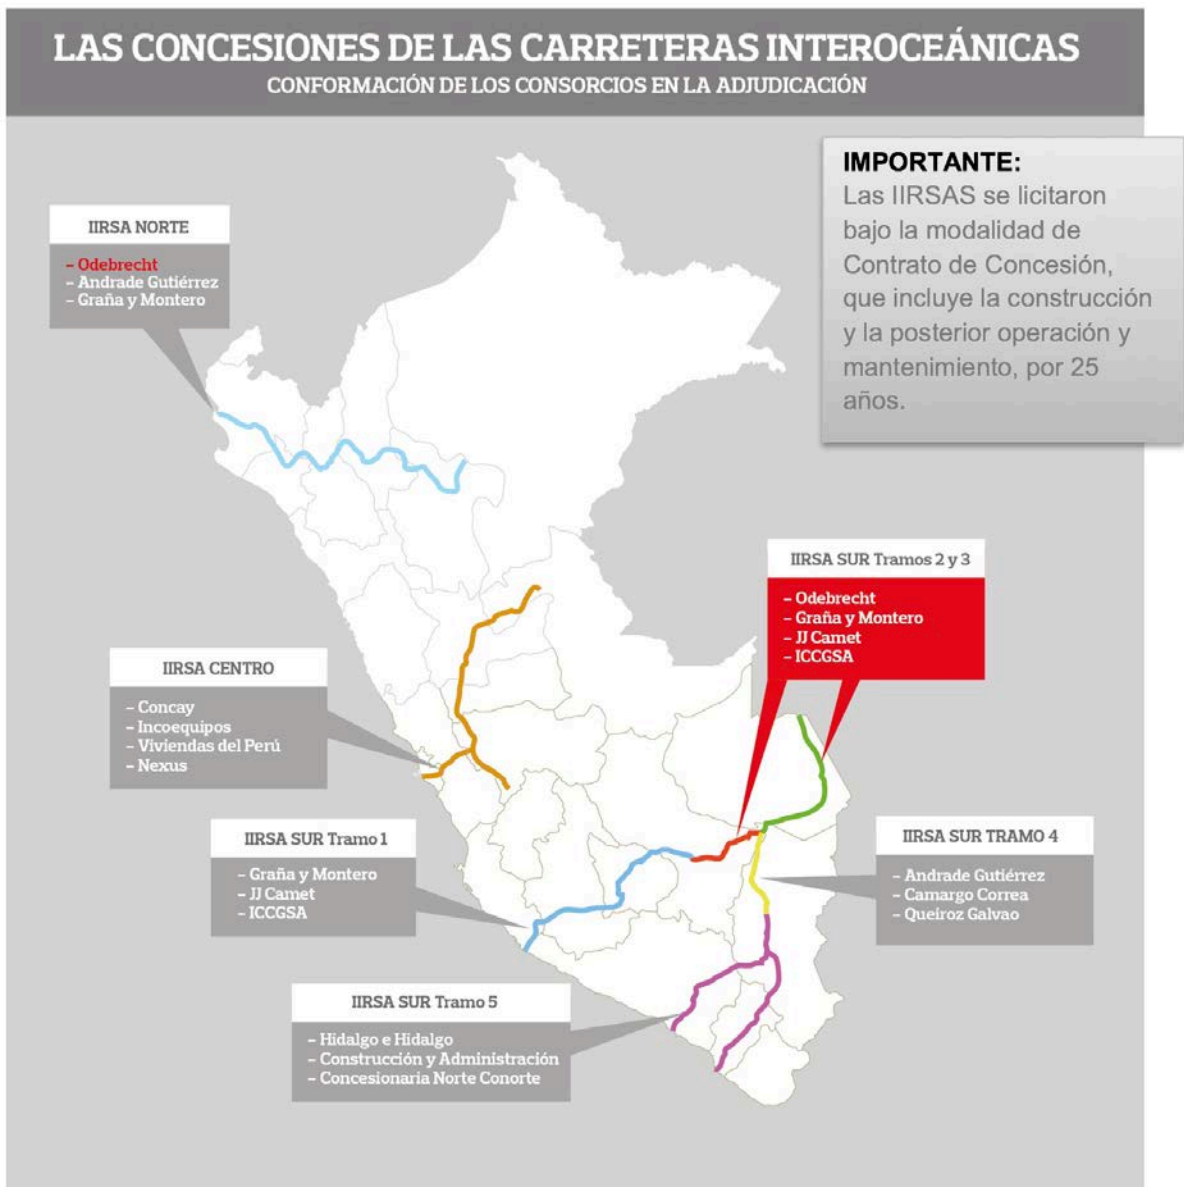 LAS CONCESIONES DE LAS CARRETERAS INTEROCEÁNICAS
CONFORMACIÓN DE LOS CONSORCIOS EN LA ADJUDICACIÓN
IMPORTANTE:
Las IIRSAS se licitaron
bajo la modalidad de
Contrato de Concesión,
que incluye la construcción
y la posterior operación y
mantenimiento, por 25
años.
IIRSA NORTE
– Odebrecht
– Andrade Gutiérrez
– Graña y Montero
IIRSA SUR Tramos 2 y 3
– Odebrecht
– Graña y Montero
– JJ Camet
– ICCGSA
IIRSA CENTRO
– Concay
– Incoequipos
– Viviendas del Perú
– Nexus
IIRSA SUR Tramo 1
– Graña y Montero
– JJ Camet
– ICCGSA
IIRSA SUR TRAMO 4
– Andrade Gutiérrez
– Camargo Correa
– Queiroz Galvao
IIRSA SUR Tramo 5
– Hidalgo e Hidalgo
– Construcción y Administración
– Concesionaria Norte Conorte